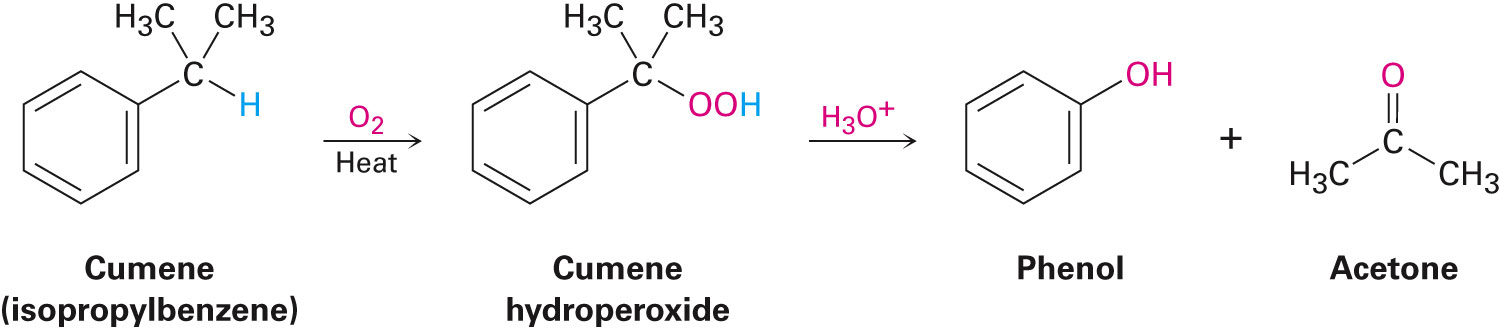 H₃C CH₃ H₃C CH₃
C C OH O
H OOH
O₂ H₃O⁺ +
Heat C
H₃C CH₃
Cumene Cumene Phenol Acetone
(isopropylbenzene) hydroperoxide